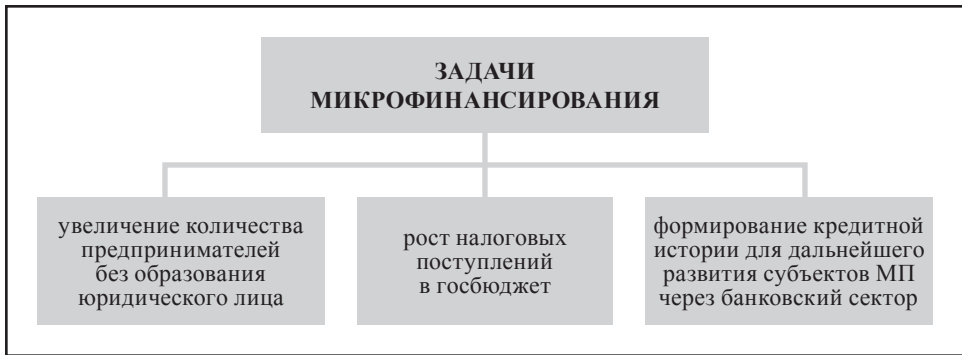 ЗАДАЧИ
МИКРОФИНАНСИРОВАНИЯ
увеличение количества
предпринимателей
без образования
юридического лица
рост налоговых
поступлений
в госбюджет
формирование кредитной
истории для дальнейшего
развития субъектов МП
через банковский сектор